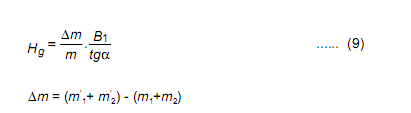 Hg = Δm/m · B1/tgα ...... (9)
Δm = (m'1+ m'2) - (m1+m2)